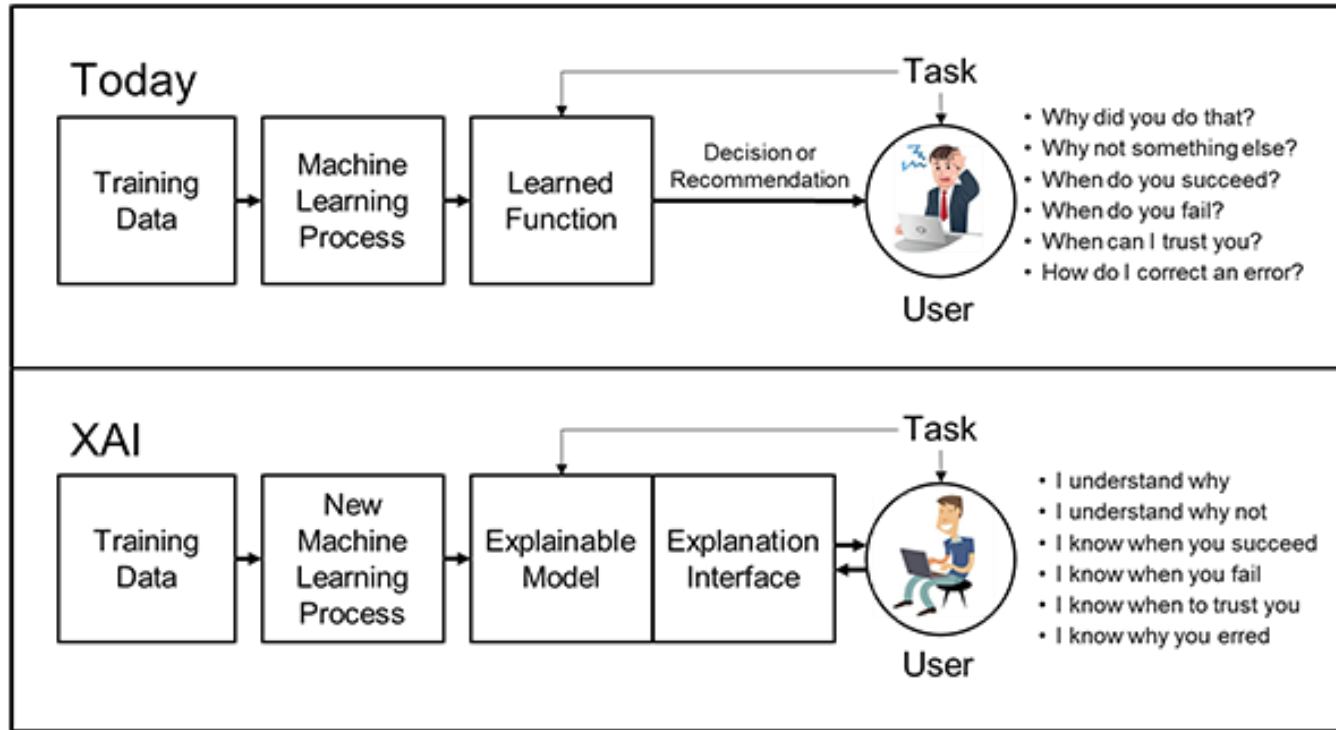 Today
Task
Training
Data
Machine
Learning
Process
Learned
Function
Decision or
Recommendation
User
• Why did you do that?
• Why not something else?
• When do you succeed?
• When do you fail?
• When can I trust you?
• How do I correct an error?
XAI
Task
Training
Data
New
Machine
Learning
Process
Explainable
Model
Explanation
Interface
User
• I understand why
• I understand why not
• I know when you succeed
• I know when you fail
• I know when to trust you
• I know why you erred